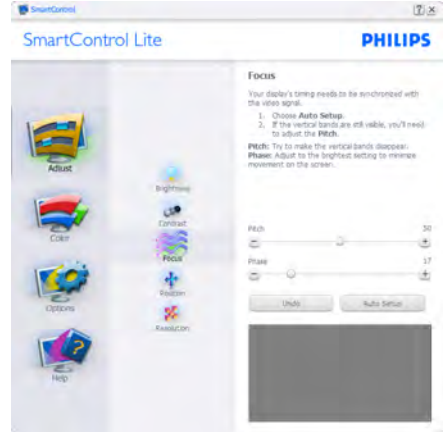 SmartControl
SmartControl Lite
PHILIPS
Focus
Your display's timing needs to be synchronized with
the video signal.
1. Choose Auto Setup.
2. If the vertical bands are still visible, you'll need
to adjust the Pitch.
Pitch: Try to make the vertical bands disappear.
Phase: Adjust to the brightest setting to minimize
movement on the screen.
Adjust
Color
Options
Help
Brightness
Contrast
Focus
Position
Resolution
Pitch 50
Phase 17
Undo Auto Setup